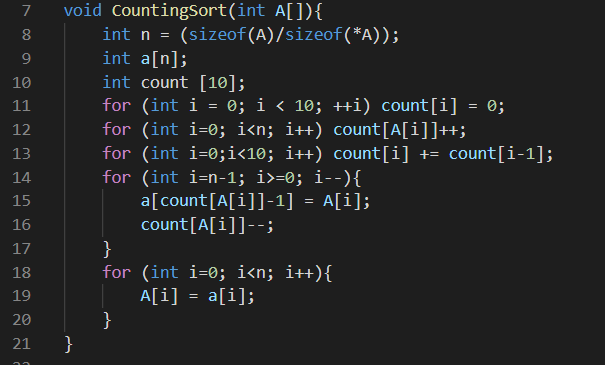 7 void CountingSort(int A[]){
8 int n = (sizeof(A)/sizeof(*A));
9 int a[n];
10 int count [10];
11 for (int i = 0; i < 10; ++i) count[i] = 0;
12 for (int i=0; i<n; i++) count[A[i]]++;
13 for (int i=0;i<10; i++) count[i] += count[i-1];
14 for (int i=n-1; i>=0; i--){
15 a[count[A[i]]-1] = A[i];
16 count[A[i]]--;
17 }
18 for (int i=0; i<n; i++){
19 A[i] = a[i];
20 }
21 }